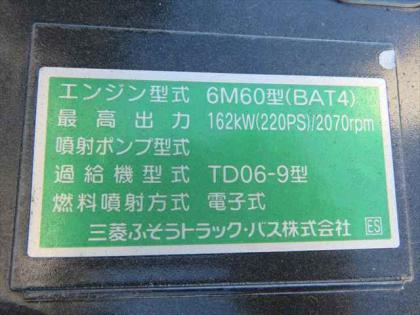 エンジン型式 6M60型(BAT4)
最高出力 162kW(220PS)/2070rpm
噴射ポンプ型式
過給機型式 TD06-9型
燃料噴射方式 電子式
三菱ふそうトラック・バス株式会社 ES